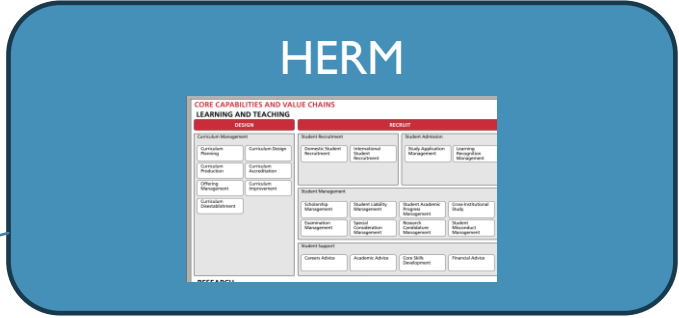 HERM
CORE CAPABILITIES AND VALUE CHAINS
LEARNING AND TEACHING
DESIGN
RECRUIT
Curriculum Management
Curriculum
Planning
Curriculum Design
Curriculum
Production
Curriculum
Accreditation
Offering
Management
Curriculum
Improvement
Curriculum
Disestablishment
Student Recruitment
Domestic Student
Recruitment
International
Student
Recruitment
Student Admission
Study Application
Management
Learning
Recognition
Management
Student Management
Scholarship
Management
Student Liability
Management
Student Academic
Progress
Management
Cross-Institutional
Study
Examination
Management
Special
Consideration
Management
Research
Candidature
Management
Student
Misconduct
Management
Student Support
Careers Advice
Academic Advice
Core Skills
Development
Financial Advice
RESEARCH